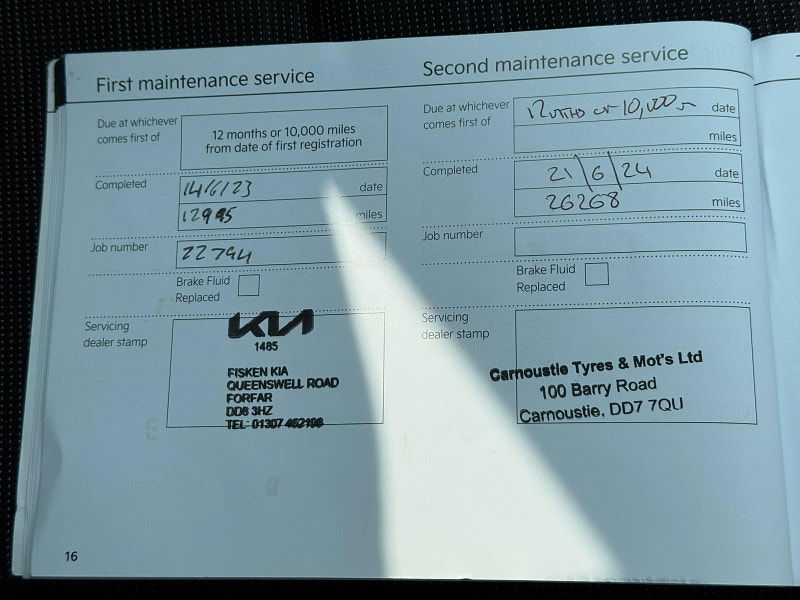 First maintenance service
Due at whichever
comes first of
12 months or 10,000 miles
from date of first registration
Completed
14/6/23 date
12995 miles
Job number
22794
Brake Fluid
Replaced
Servicing
dealer stamp
KIA
1485
FISKEN KIA
QUEENSWELL ROAD
FORFAR
DD8 3HZ
TEL: 01307
16
Second maintenance service
Due at whichever
comes first of
or 10,000 date
miles
Completed
21/6/24 date
26268 miles
Job number
Brake Fluid
Replaced
Servicing
dealer stamp
Carnoustie Tyres & Mot's Ltd
100 Barry Road
Carnoustie, DD7 7QU